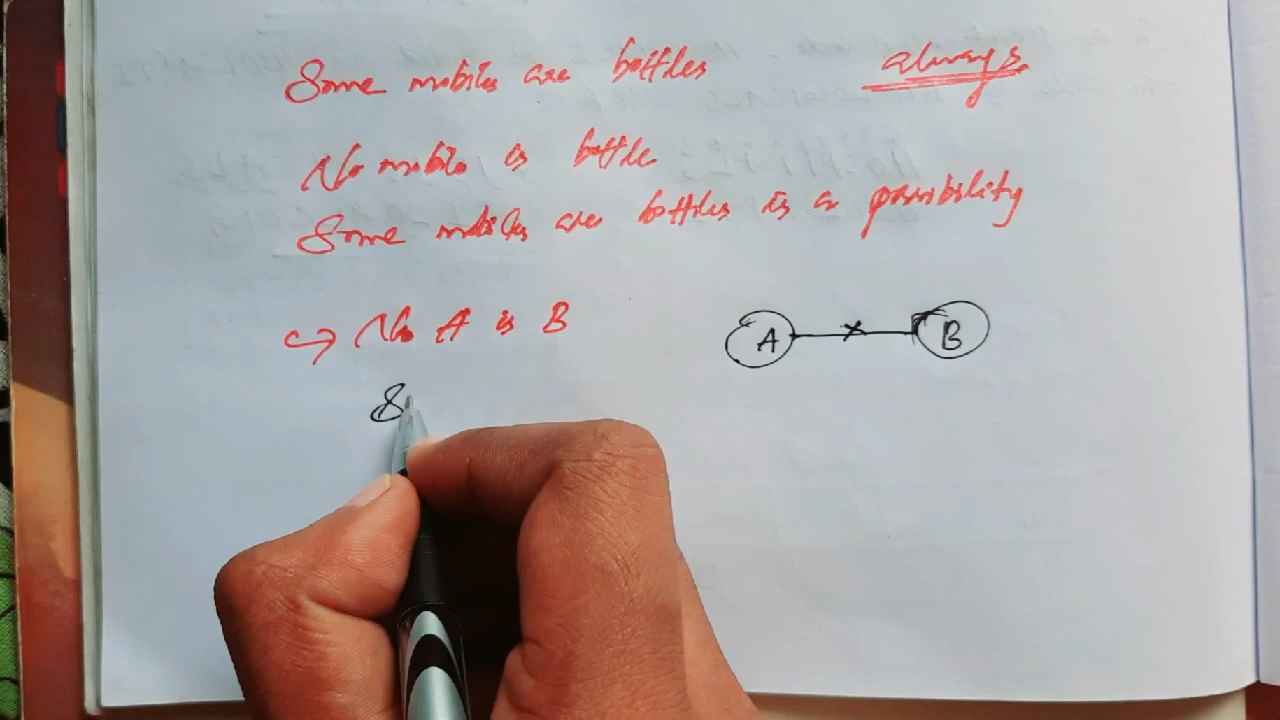 Some mobiles are bottles always
No mobile is bottle
Some mobiles are bottles is a possibility
→ No A is B
A × B
S